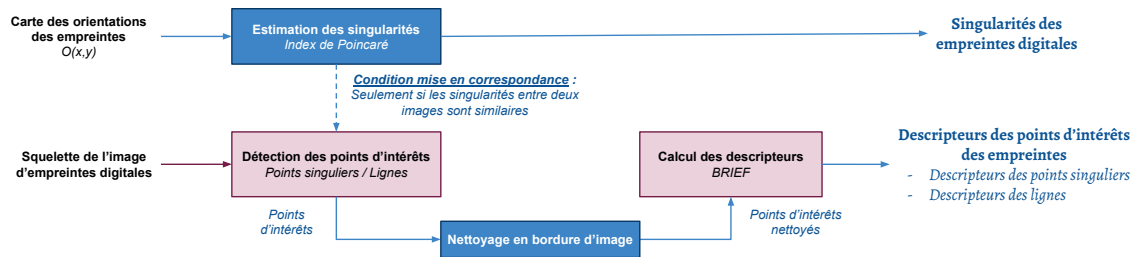 Carte des orientations
des empreintes
O(x,y)
Estimation des singularités
Index de Poincaré
Singularités des
empreintes digitales
Condition mise en correspondance :
Seulement si les singularités entre deux
images sont similaires
Squelette de l'image
d'empreintes digitales
Détection des points d'intérêts
Points singuliers / Lignes
Calcul des descripteurs
BRIEF
Descripteurs des points d'intérêts
des empreintes
- Descripteurs des points singuliers
- Descripteurs des lignes
Points
d'intérêts
Nettoyage en bordure d'image
Points d'intérêts
nettoyés